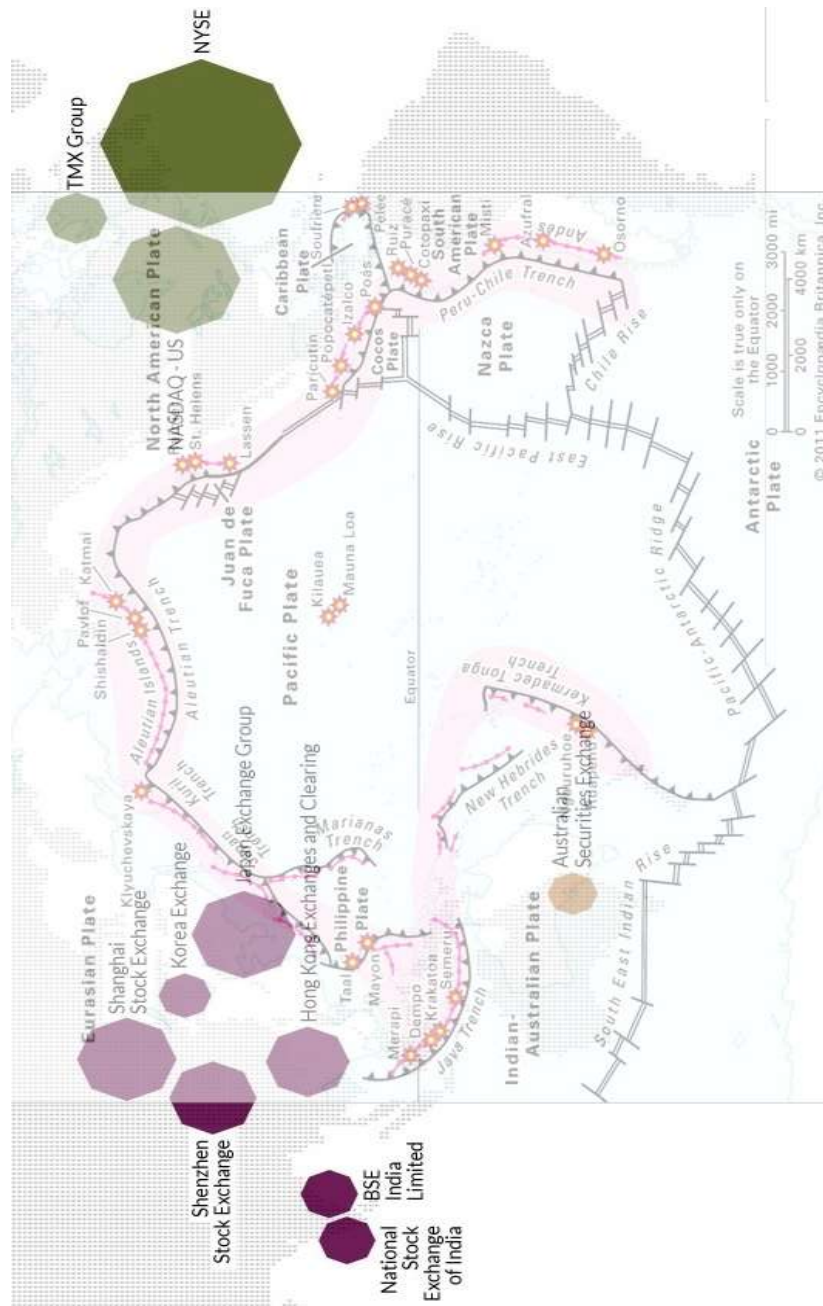 NYSE
TMX Group
North American Plate
NASDAQ - US
St. Helens
Lassen
Caribbean
Plate
Soufrière
Pelée
Paricutín
Popocatépetl
Izalco
Poás
Cocos
Plate
Ruiz
Puracé
Cotopaxi
South
American
Plate
Misti
Azufral
Osorno
Andes
Peru-Chile Trench
Nazca
Plate
Chile Rise
East Pacific Rise
Scale is true only on
the Equator
0 1000 2000 3000 mi
0 2000 4000 km
© 2011 Encyclopædia Britannica, Inc.
Antarctic
Plate
Pacific-Antarctic Ridge
Juan de
Fuca Plate
Pacific Plate
Kilauea
Mauna Loa
Equator
Katmai
Pavlof
Shishaldin
Aleutian Islands
Aleutian Trench
Kermadec Tonga
Trench
New Hebrides
Trench
Kuril
Trench
Klyuchevskaya
Eurasian Plate
Shanghai
Stock Exchange
Korea Exchange
Japan Exchange Group
Hong Kong Exchanges and Clearing
Marianas
Trench
Philippine
Plate
Taal
Mayon
Merapi
Dempo
Krakatoa
Semeru
Java Trench
Australian
Securities Exchange
Indian-
Australian Plate
South East Indian Rise
Shenzhen
Stock Exchange
BSE
India
Limited
National
Stock
Exchange
of India